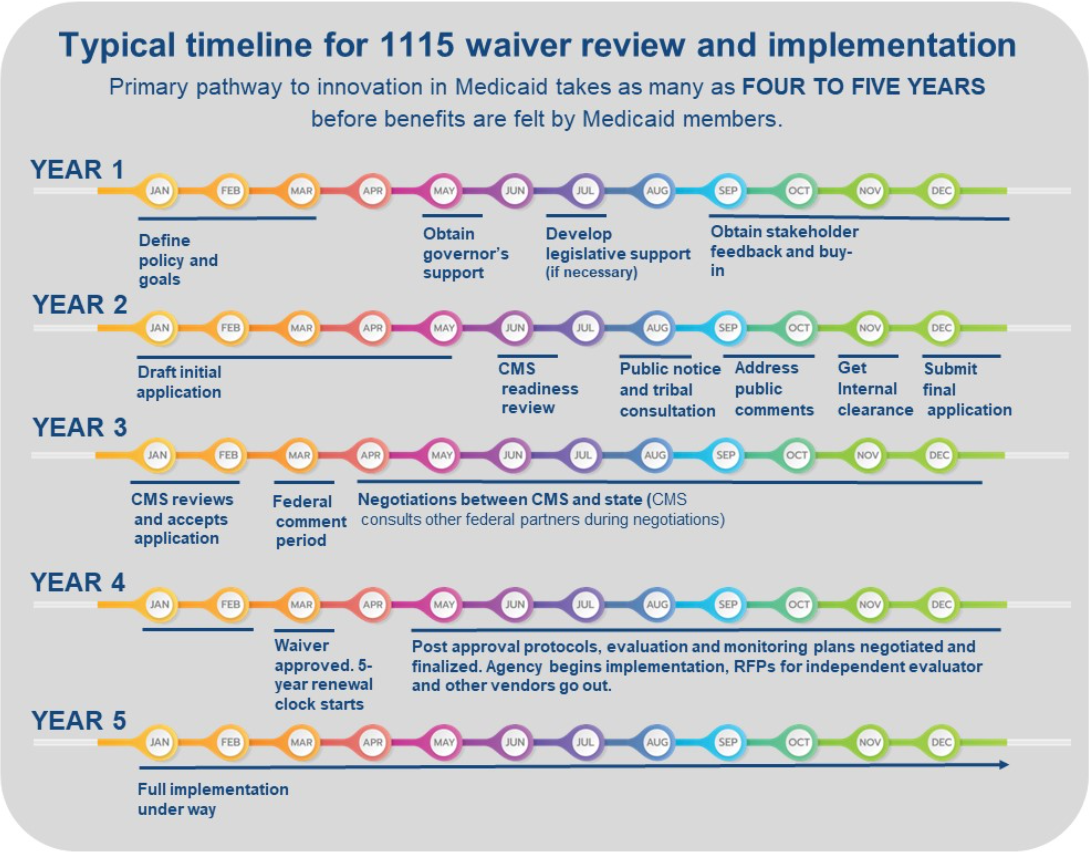 Typical timeline for 1115 waiver review and implementation
Primary pathway to innovation in Medicaid takes as many as FOUR TO FIVE YEARS
before benefits are felt by Medicaid members.
YEAR 1
JAN FEB MAR APR MAY JUN JUL AUG SEP OCT NOV DEC
Define
policy and
goals
Obtain
governor's
support
Develop
legislative support
(if necessary)
Obtain stakeholder
feedback and buy-
in
YEAR 2
JAN FEB MAR APR MAY JUN JUL AUG SEP OCT NOV DEC
Draft initial
application
CMS
readiness
review
Public notice
and tribal
consultation
Address
public
comments
Get
Internal
clearance
Submit
final
application
YEAR 3
JAN FEB MAR APR MAY JUN JUL AUG SEP OCT NOV DEC
CMS reviews
and accepts
application
Federal
comment
period
Negotiations between CMS and state (CMS
consults other federal partners during negotiations)
YEAR 4
JAN FEB MAR APR MAY JUN JUL AUG SEP OCT NOV DEC
Waiver
approved. 5-
year renewal
clock starts
Post approval protocols, evaluation and monitoring plans negotiated and
finalized. Agency begins implementation, RFPs for independent evaluator
and other vendors go out.
YEAR 5
JAN FEB MAR APR MAY JUN JUL AUG SEP OCT NOV DEC
Full implementation
under way